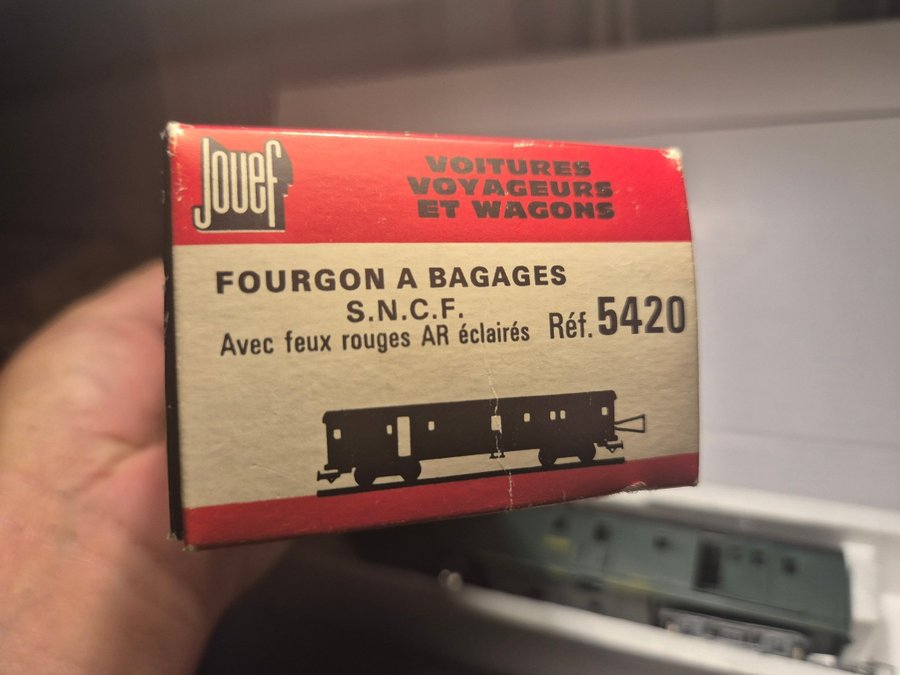 Jouef
VOITURES
VOYAGEURS
ET WAGONS
FOURGON A BAGAGES
S.N.C.F.
Avec feux rouges AR éclairés Réf. 5420